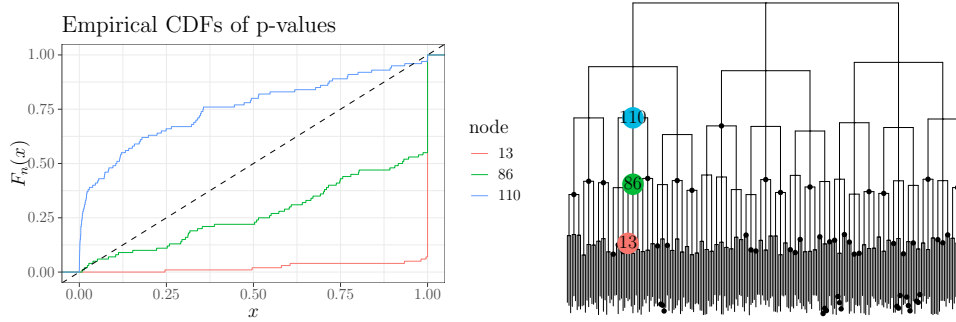 Empirical CDFs of p-values
1.00
0.75
0.50
0.25
0.00
F_n(x)
0.00 0.25 0.50 0.75 1.00
x
node
13
86
110
110
86
13